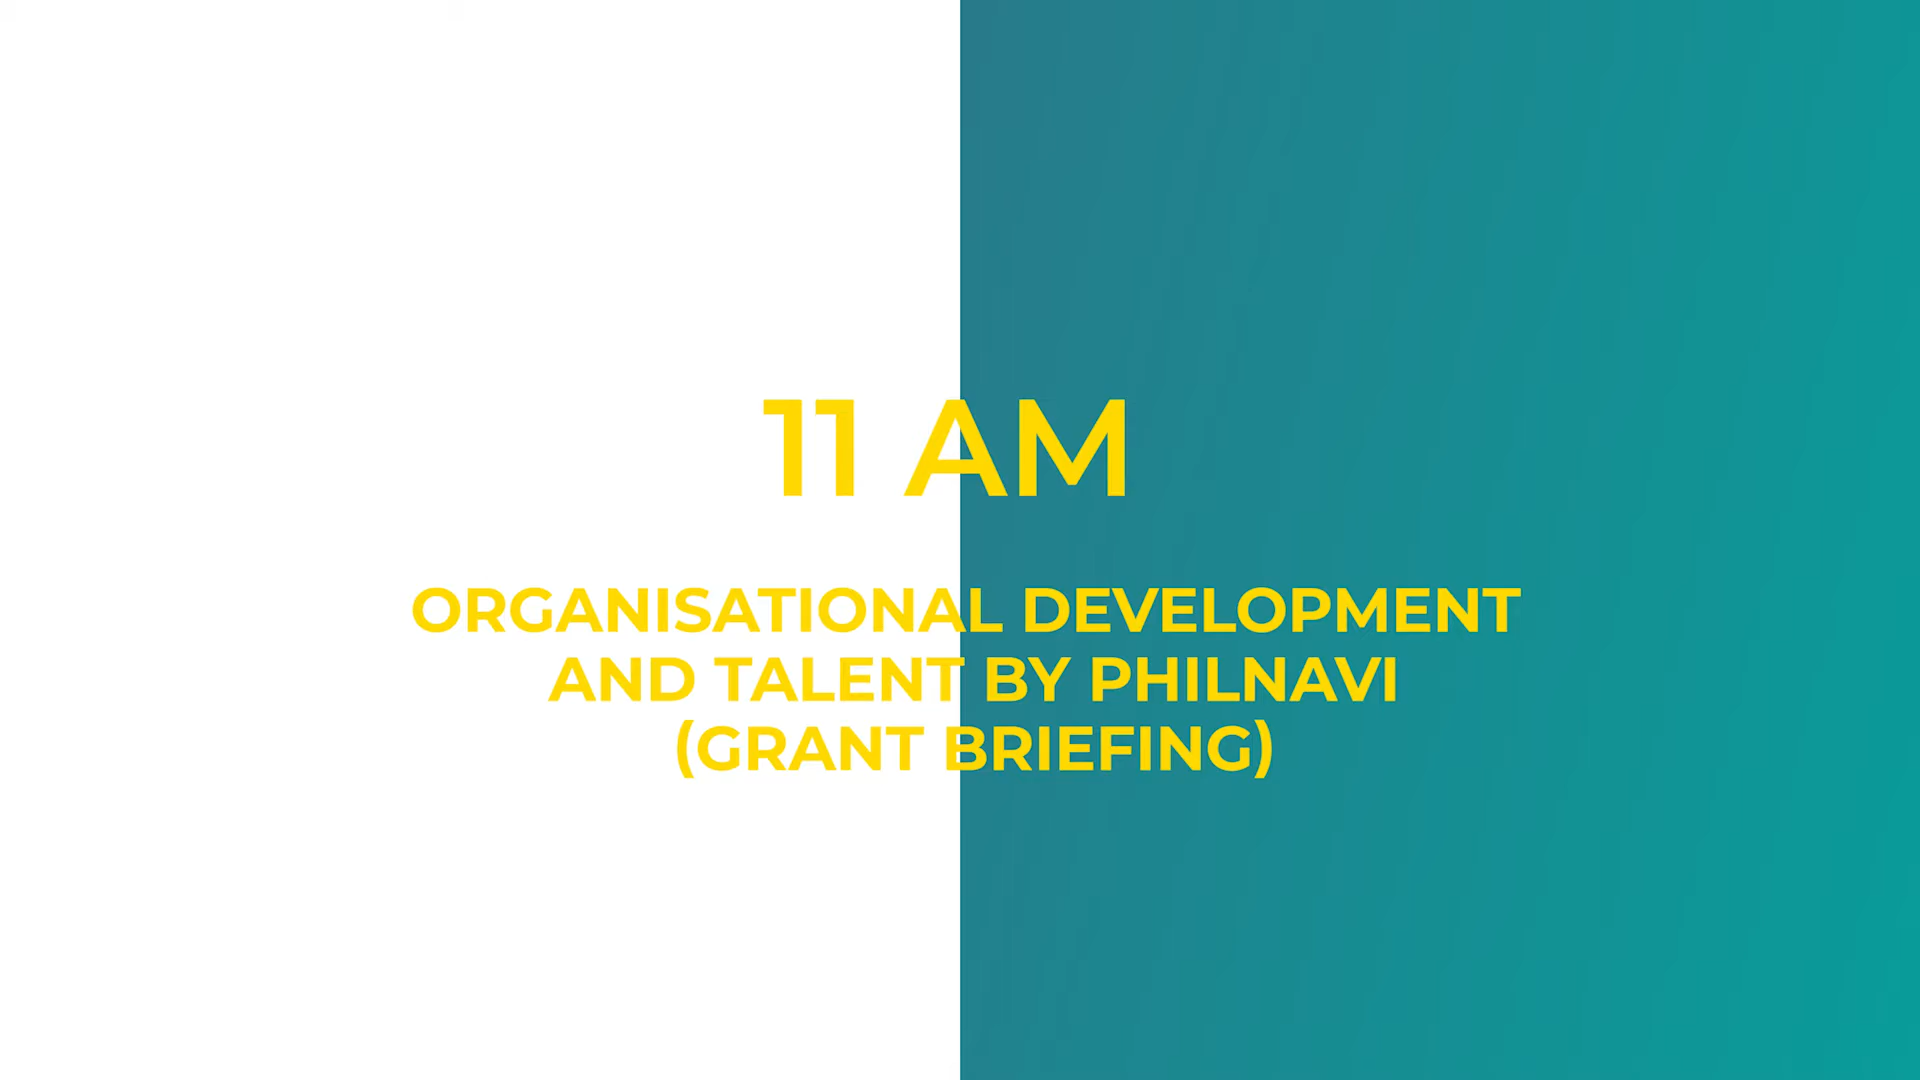 11 AM
ORGANISATIONAL DEVELOPMENT
AND TALENT BY PHILNAVI
(GRANT BRIEFING)